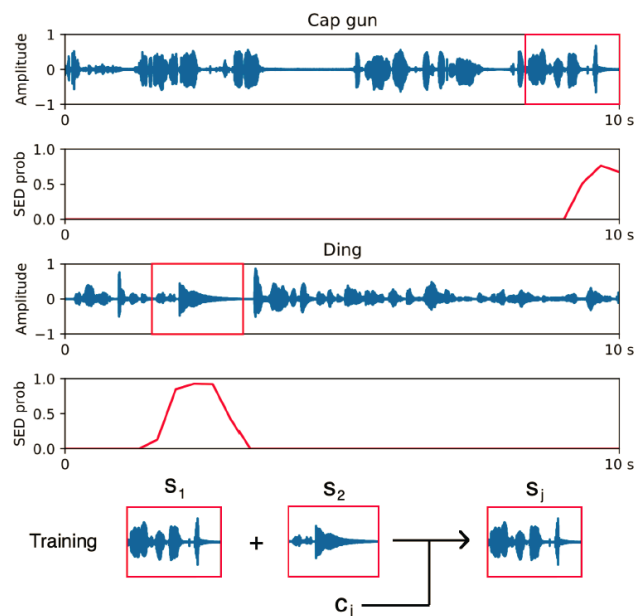 Cap gun
Amplitude
1
0
−1
0
10 s
SED prob
1.0
0.5
0.0
0
10 s
Ding
Amplitude
1
0
−1
0
10 s
SED prob
1.0
0.5
0.0
0
10 s
S1 S2 Sj
Training + 
cj